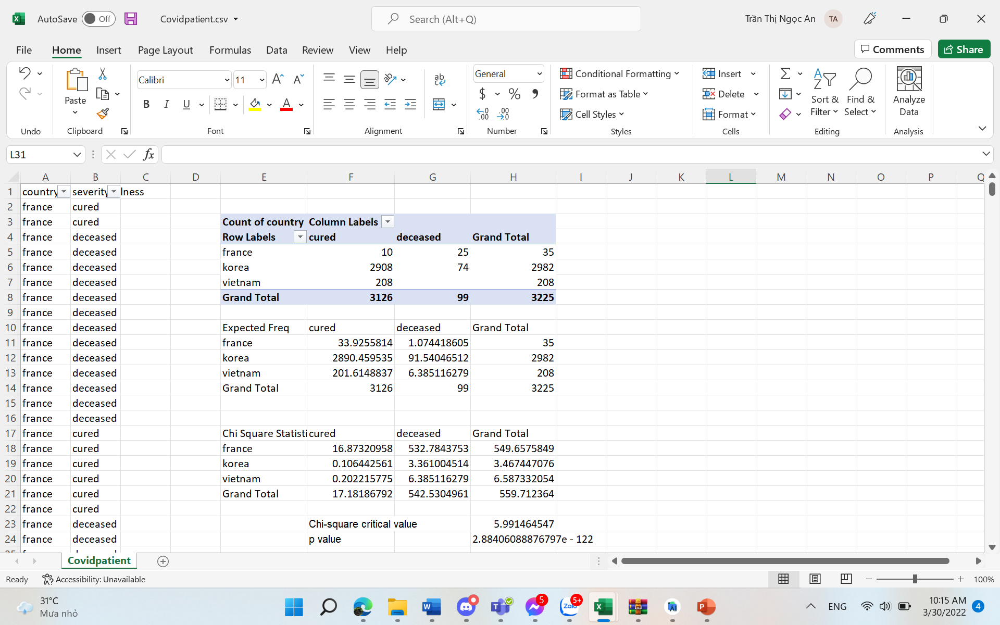 AutoSave Off Covidpatient.csv Search (Alt+Q) Trần Thị Ngọc An TA
File Home Insert Page Layout Formulas Data Review View Help Comments Share
Calibri 11 General Conditional Formatting Insert
Paste Format as Table Delete Sort & Filter Find & Select Analyze Data
B I U Cell Styles Format
Undo Clipboard Font Alignment Number Styles Cells Editing Analysis
L31 fx
A B C D E F G H I J K L M N O P Q
1 country severity lness
2 france cured
3 france cured Count of country Column Labels
4 france deceased Row Labels cured deceased Grand Total
5 france deceased france 10 25 35
6 france deceased korea 2908 74 2982
7 france deceased vietnam 208 208
8 france deceased Grand Total 3126 99 3225
9 france deceased
10 france deceased Expected Freq cured deceased Grand Total
11 france deceased france 33.9255814 1.074418605 35
12 france deceased korea 2890.459535 91.54046512 2982
13 france deceased vietnam 201.6148837 6.385116279 208
14 france deceased Grand Total 3126 99 3225
15 france deceased
16 france deceased
17 france cured Chi Square Statisti cured deceased Grand Total
18 france cured france 16.87320958 532.7843753 549.6575849
19 france cured korea 0.106442561 3.361004514 3.467447076
20 france cured vietnam 0.202215775 6.385116279 6.587332054
21 france cured Grand Total 17.18186792 542.5304961 559.712364
22 france cured
23 france deceased Chi-square critical value 5.991464547
24 france deceased p value 2.88406088876797e - 122
Covidpatient
Ready Accessibility: Unavailable 100%
31°C
Mưa nhỏ
5 5+ Zalo ENG 10:15 AM
3/30/2022 4